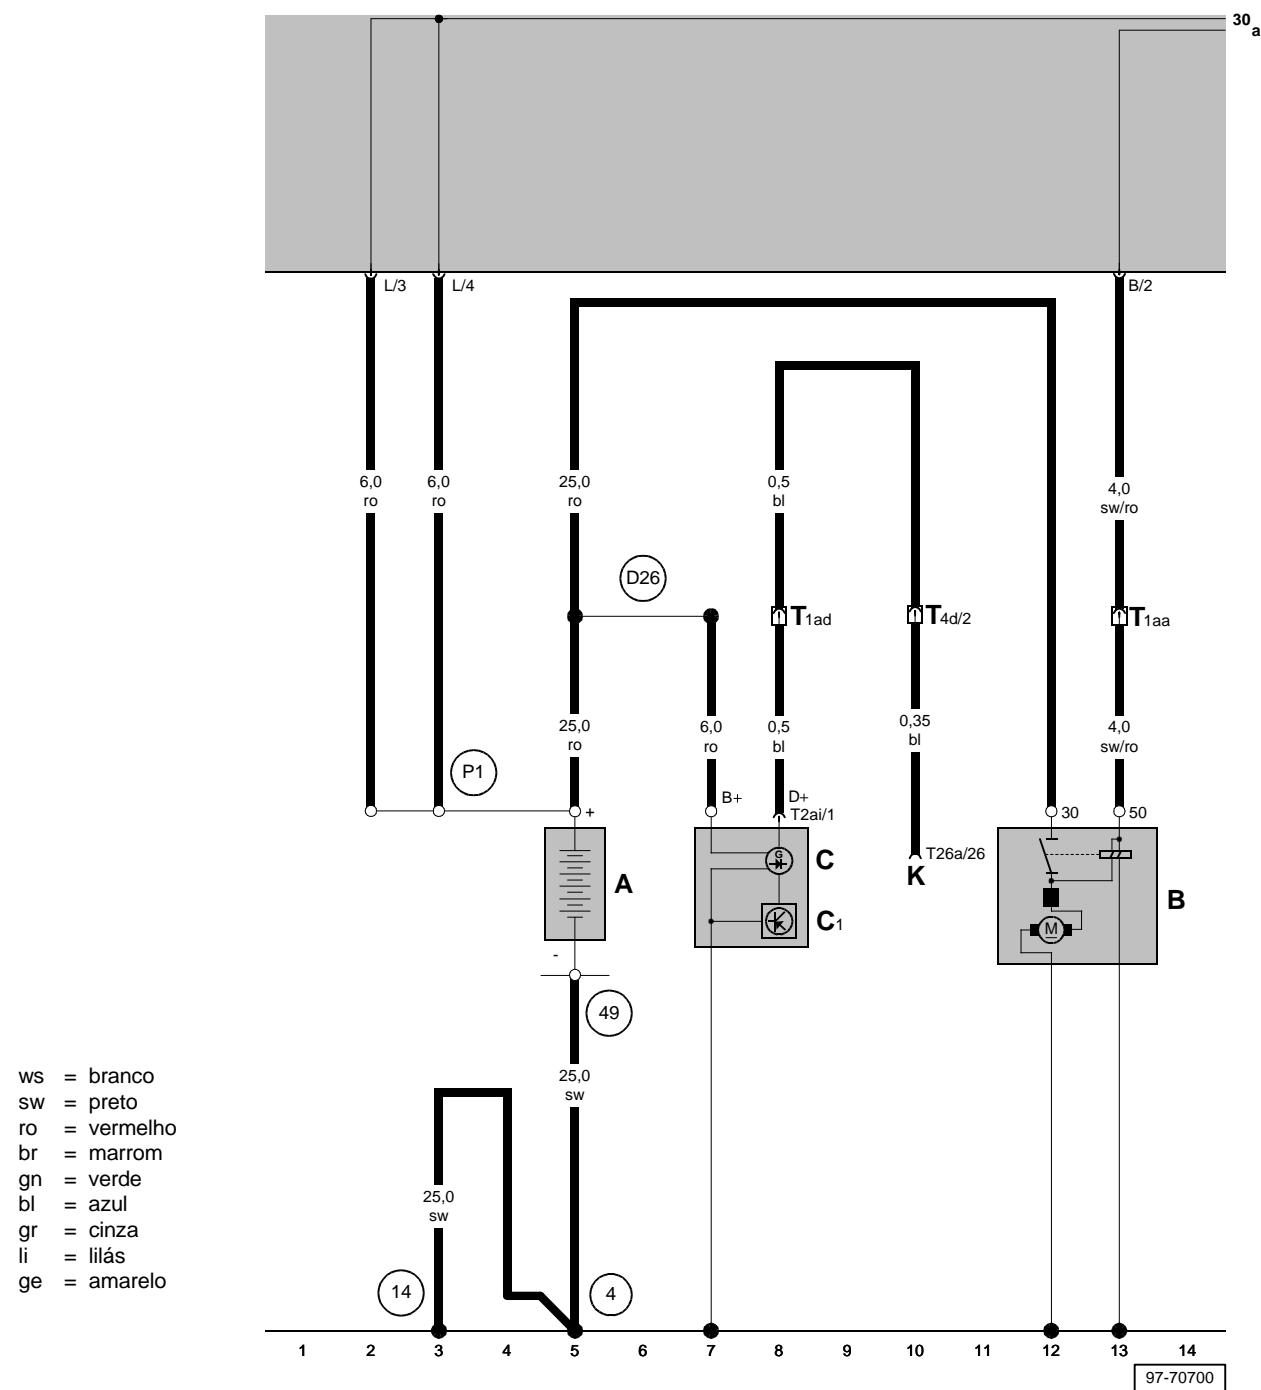 30
a
L/3
L/4
B/2
6,0
ro
6,0
ro
25,0
ro
0,5
bl
4,0
sw/ro
D26
T1ad
T4d/2
T1aa
25,0
ro
6,0
ro
0,5
bl
0,35
bl
4,0
sw/ro
P1
+
B+
D+
T2ai/1
30
50
T26a/26
K
A
G
C
C1
M
B
-
49
25,0
sw
25,0
sw
14
4
ws = branco
sw = preto
ro = vermelho
br = marrom
gn = verde
bl = azul
gr = cinza
li = lilás
ge = amarelo
1 2 3 4 5 6 7 8 9 10 11 12 13 14
97-70700